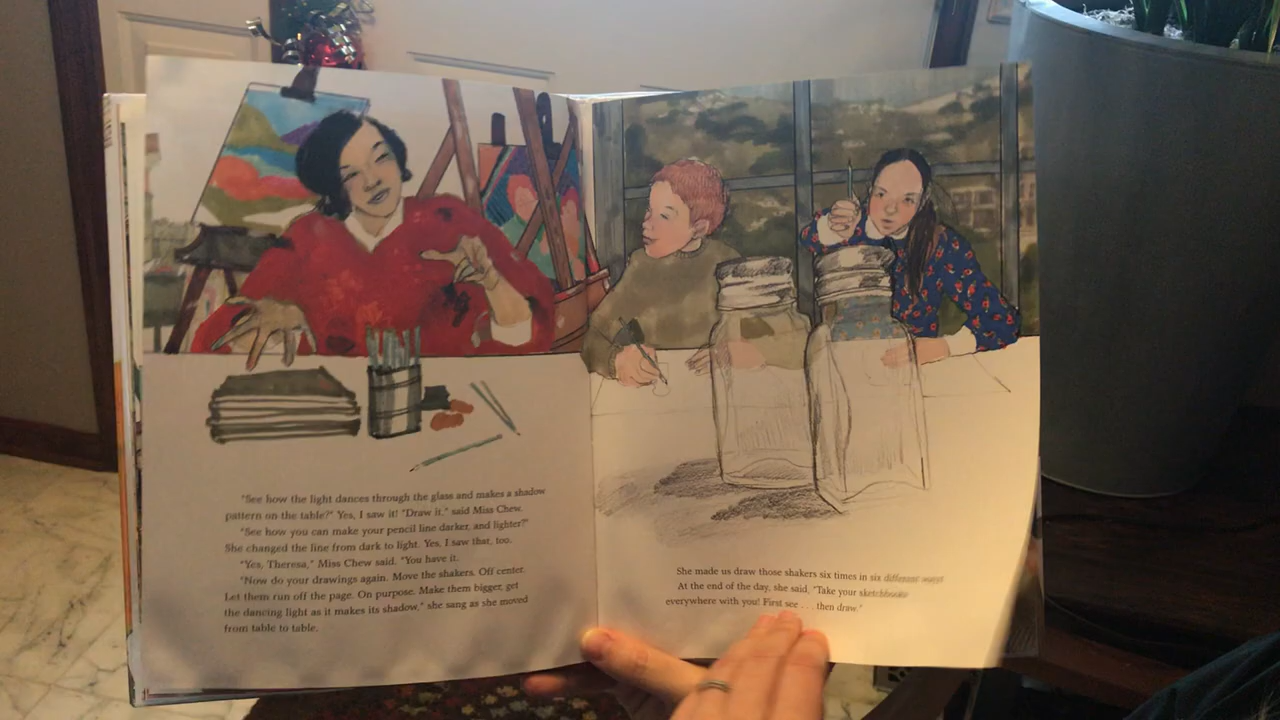 "See how the light dances through the glass and makes a shadow
pattern on the table?" Yes, I saw it! "Draw it," said Miss Chew.
"See how you can make your pencil line darker, and lighter?"
She changed the line from dark to light. Yes, I saw that, too.
"Yes, Theresa," Miss Chew said. "You have it.
"Now do your drawings again. Move the shakers. Off center.
Let them run off the page. On purpose. Make them bigger, get
the dancing light as it makes its shadow," she sang as she moved
from table to table.
She made us draw those shakers six times in six different ways
At the end of the day, she said, "Take your sketchbooks
everywhere with you! First see . . . then draw."